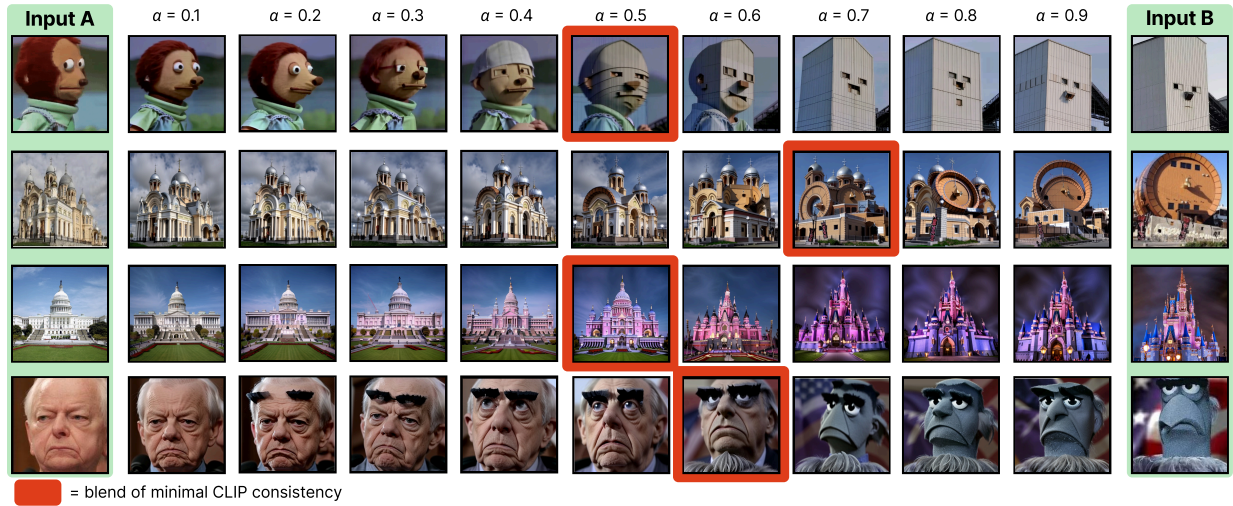 Input A α = 0.1 α = 0.2 α = 0.3 α = 0.4 α = 0.5 α = 0.6 α = 0.7 α = 0.8 α = 0.9 Input B
= blend of minimal CLIP consistency